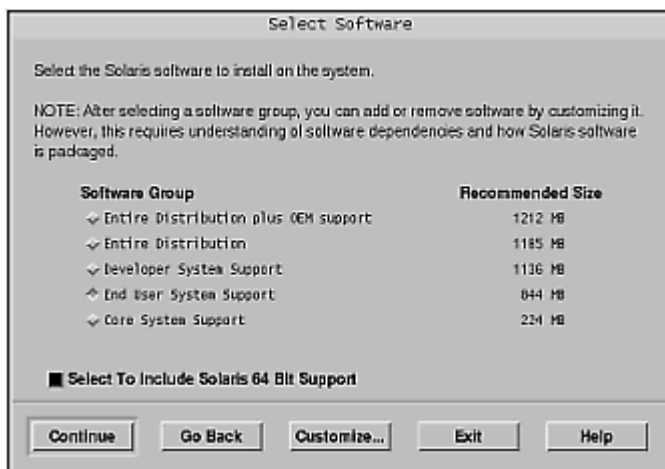 Select Software
Select the Solaris software to install on the system.
NOTE: After selecting a software group, you can add or remove software by customizing it.
However, this requires understanding of software dependencies and how Solaris software
is packaged.
Software Group Recommended Size
Entire Distribution plus OEM support 1212 MB
Entire Distribution 1185 MB
Developer System Support 1136 MB
End User System Support 844 MB
Core System Support 224 MB
Select To Include Solaris 64 Bit Support
Continue Go Back Customize... Exit Help